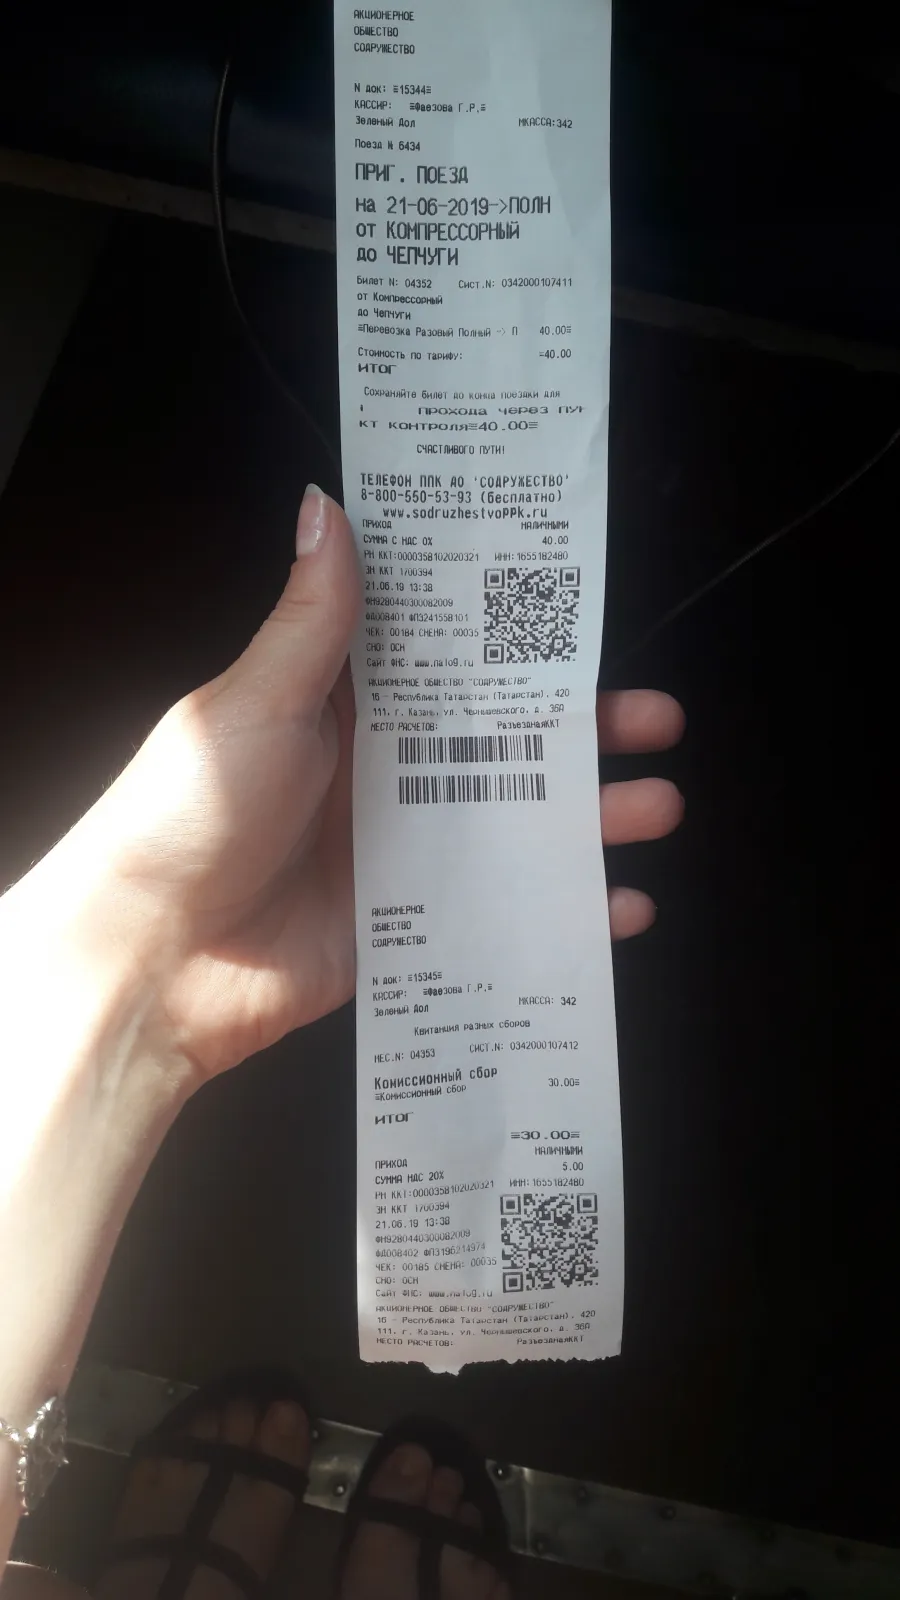 АКЦИОНЕРНОЕ
ОБЩЕСТВО
СОДРУЖЕСТВО
N док: ≡15344≡
КАССИР: ≡Фаезова Г.Р.≡
Зеленый Дол МКАССА:342
Поезд № 6434
ПРИГ. ПОЕЗД
на 21-06-2019->ПОЛН
от КОМПРЕССОРНЫЙ
до ЧЕПЧУГИ
Билет N: 04352 Сист.N: 0342000107411
от Компрессорный
до Чепчуги
≡Перевозка Разовый Полный -> П 40.00≡
Стоимость по тарифу: =40.00
ИТОГ
Сохраняйте билет до конца поездки для
прохода через пун
кт контроля≡40.00≡
СЧАСТЛИВОГО ПУТИ!
ТЕЛЕФОН ППК АО 'СОДРУЖЕСТВО'
8-800-550-53-93 (бесплатно)
www.sodruzhestvoppk.ru
ПРИХОД НАЛИЧНЫМИ
СУММА С НДС 0% 40.00
РН ККТ:0000358102020321 ИНН:1655182480
ЗН ККТ 1700394
21.06.19 13:38
ФН9280440300082009
ФД008401 ФП3241558101
ЧЕК: 00184 СМЕНА: 00035
СНО: ОСН
Сайт ФНС: www.nalog.ru
АКЦИОНЕРНОЕ ОБЩЕСТВО "СОДРУЖЕСТВО"
16 - Республика Татарстан (Татарстан), 420
111, г. Казань, ул. Чернышевского, д. 36А
МЕСТО РАСЧЕТОВ: РазъезднаяККТ
АКЦИОНЕРНОЕ
ОБЩЕСТВО
СОДРУЖЕСТВО
N док: ≡15345≡
КАССИР: ≡Фаезова Г.Р.≡
Зеленый Дол МКАССА: 342
Квитанция разных сборов
НЕС.N: 04353 СИСТ.N: 0342000107412
Комиссионный сбор
≡Комиссионный сбор 30.00≡
ИТОГ
≡30.00≡
ПРИХОД НАЛИЧНЫМИ
СУММА НДС 20% 5.00
РН ККТ:0000358102020321 ИНН:1655182480
ЗН ККТ 1700394
21.06.19 13:38
ФН9280440300082009
ФД008402 ФП3196214974
ЧЕК: 00185 СМЕНА: 00035
СНО: ОСН
Сайт ФНС: www.nalog.ru
АКЦИОНЕРНОЕ ОБЩЕСТВО "СОДРУЖЕСТВО"
16 - Республика Татарстан (Татарстан), 420
111, г. Казань, ул. Чернышевского, д. 36А
МЕСТО РАСЧЕТОВ: РазъезднаяККТ